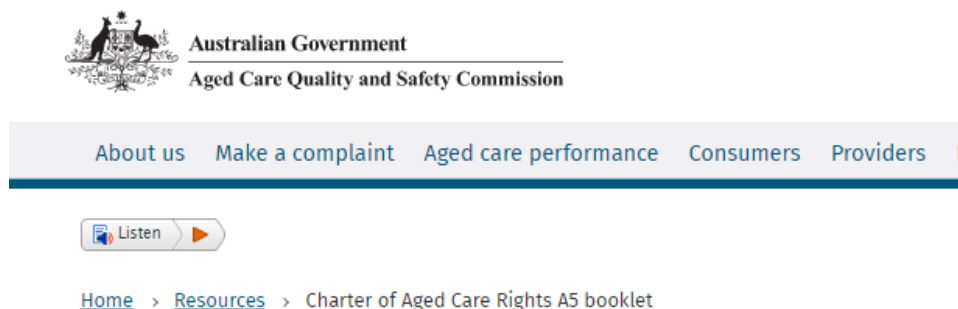 Australian Government
Aged Care Quality and Safety Commission
About us Make a complaint Aged care performance Consumers Providers
Listen
Home > Resources > Charter of Aged Care Rights A5 booklet